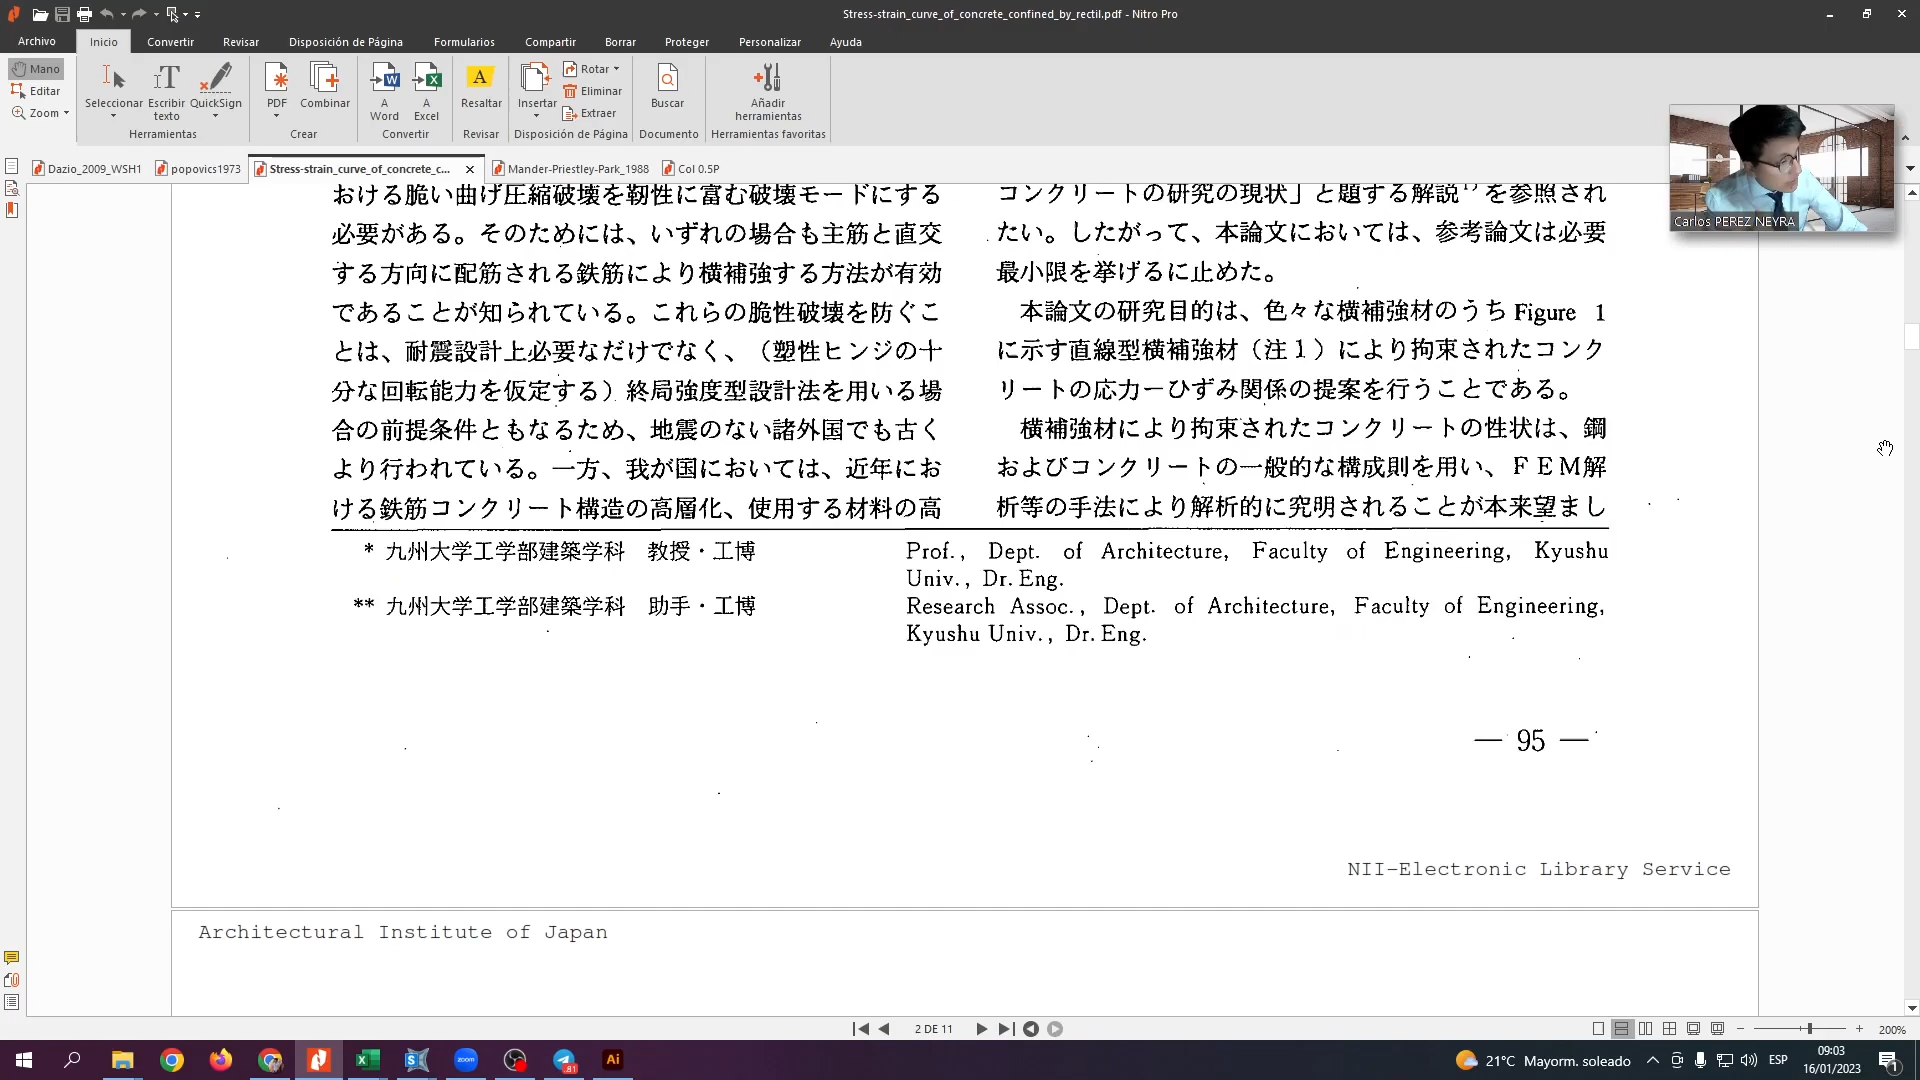 Stress-strain_curve_of_concrete_confined_by_rectil.pdf - Nitro Pro
Archivo Inicio Convertir Revisar Disposición de Página Formularios Compartir Borrar Proteger Personalizar Ayuda
Mano
Editar
Zoom
Seleccionar
Escribir texto
QuickSign
Herramientas
PDF
Combinar
Crear
A Word
A Excel
Convertir
Resaltar
Revisar
Insertar
Rotar
Eliminar
Extraer
Disposición de Página
Buscar
Documento
Añadir herramientas
Herramientas favoritas
Carlos PEREZ NEYRA
Dazio_2009_WSH1 popovics1973 Stress-strain_curve_of_concrete_c... Mander-Priestley-Park_1988 Col 0.5P
おける脆い曲げ圧縮破壊を靭性に富む破壊モードにする
必要がある。そのためには、いずれの場合も主筋と直交
する方向に配筋される鉄筋により横補強する方法が有効
であることが知られている。これらの脆性破壊を防ぐこ
とは、耐震設計上必要なだけでなく、（塑性ヒンジの十
分な回転能力を仮定する）終局強度型設計法を用いる場
合の前提条件ともなるため、地震のない諸外国でも古く
より行われている。一方、我が国においては、近年にお
ける鉄筋コンクリート構造の高層化、使用する材料の高
コンクリートの研究の現状」と題する解説¹⁾を参照され
たい。したがって、本論文においては、参考論文は必要
最小限を挙げるに止めた。
本論文の研究目的は、色々な横補強材のうち Figure 1
に示す直線型横補強材（注１）により拘束されたコンク
リートの応力ーひずみ関係の提案を行うことである。
横補強材により拘束されたコンクリートの性状は、鋼
およびコンクリートの一般的な構成則を用い、ＦＥＭ解
析等の手法により解析的に究明されることが本来望まし
* 九州大学工学部建築学科 教授・工博
Prof., Dept. of Architecture, Faculty of Engineering, Kyushu
Univ., Dr. Eng.
** 九州大学工学部建築学科 助手・工博
Research Assoc., Dept. of Architecture, Faculty of Engineering,
Kyushu Univ., Dr. Eng.
— 95 —
NII-Electronic Library Service
Architectural Institute of Japan
2 DE 11
200%
21°C Mayorm. soleado
ESP
09:03
16/01/2023